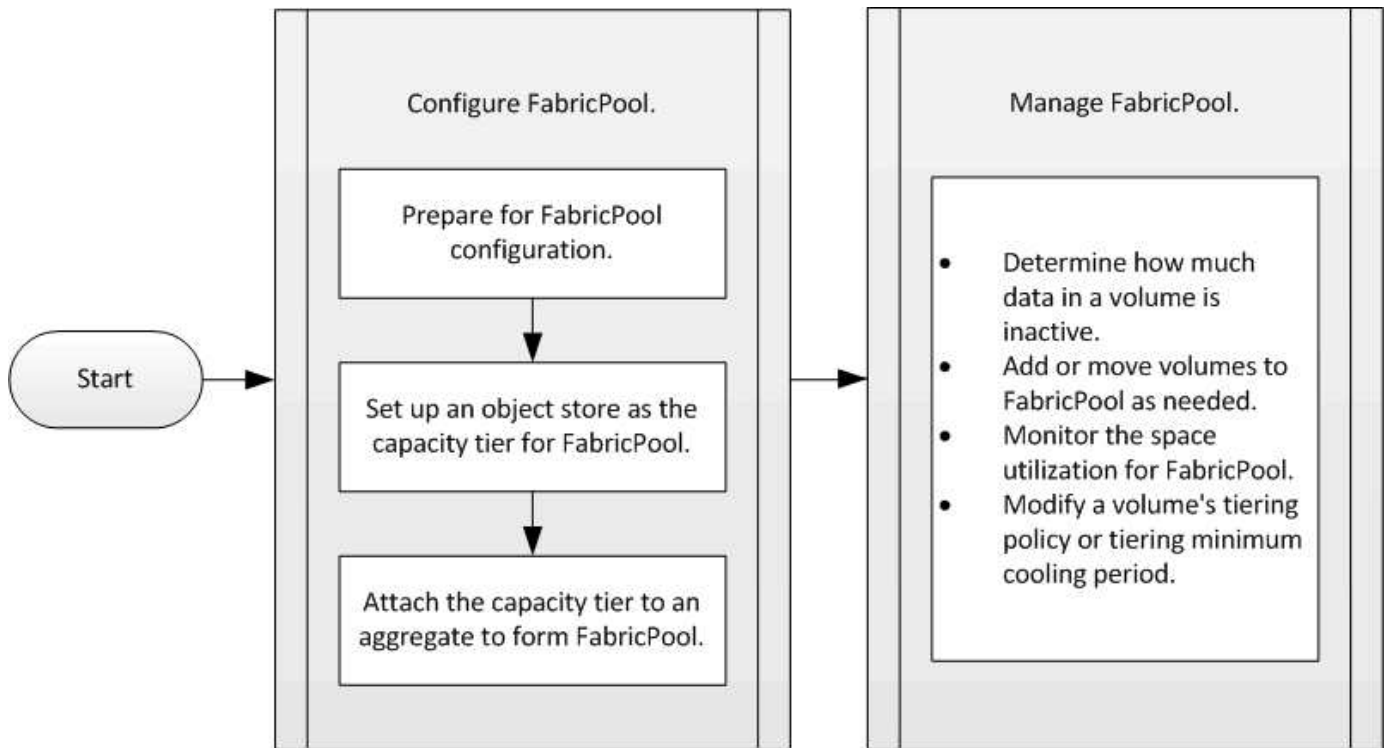 Start
Configure FabricPool.
Prepare for FabricPool
configuration.
Set up an object store as the
capacity tier for FabricPool.
Attach the capacity tier to an
aggregate to form FabricPool.
Manage FabricPool.
• Determine how much
data in a volume is
inactive.
• Add or move volumes to
FabricPool as needed.
• Monitor the space
utilization for FabricPool.
• Modify a volume's tiering
policy or tiering minimum
cooling period.